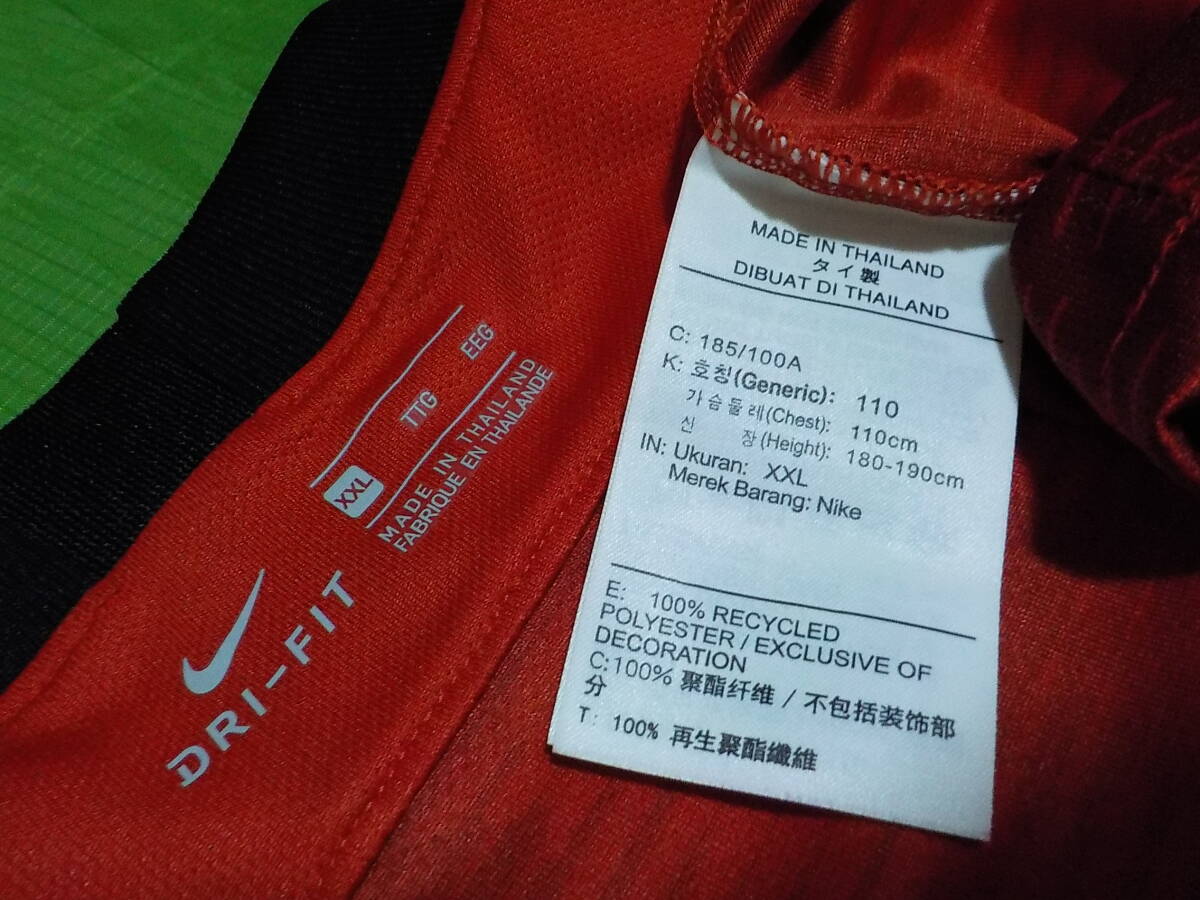 XXL TTG EEG
MADE IN THAILAND
FABRIQUE EN THAILANDE
DRI-FIT
MADE IN THAILAND
タイ製
DIBUAT DI THAILAND
C: 185/100A
K: 호칭(Generic): 110
가슴둘레(Chest): 110cm
신 장(Height): 180-190cm
IN: Ukuran: XXL
Merek Barang: Nike
E: 100% RECYCLED
POLYESTER / EXCLUSIVE OF
DECORATION
C:100% 聚酯纤维 / 不包括装饰部
分
T: 100% 再生聚酯纖維